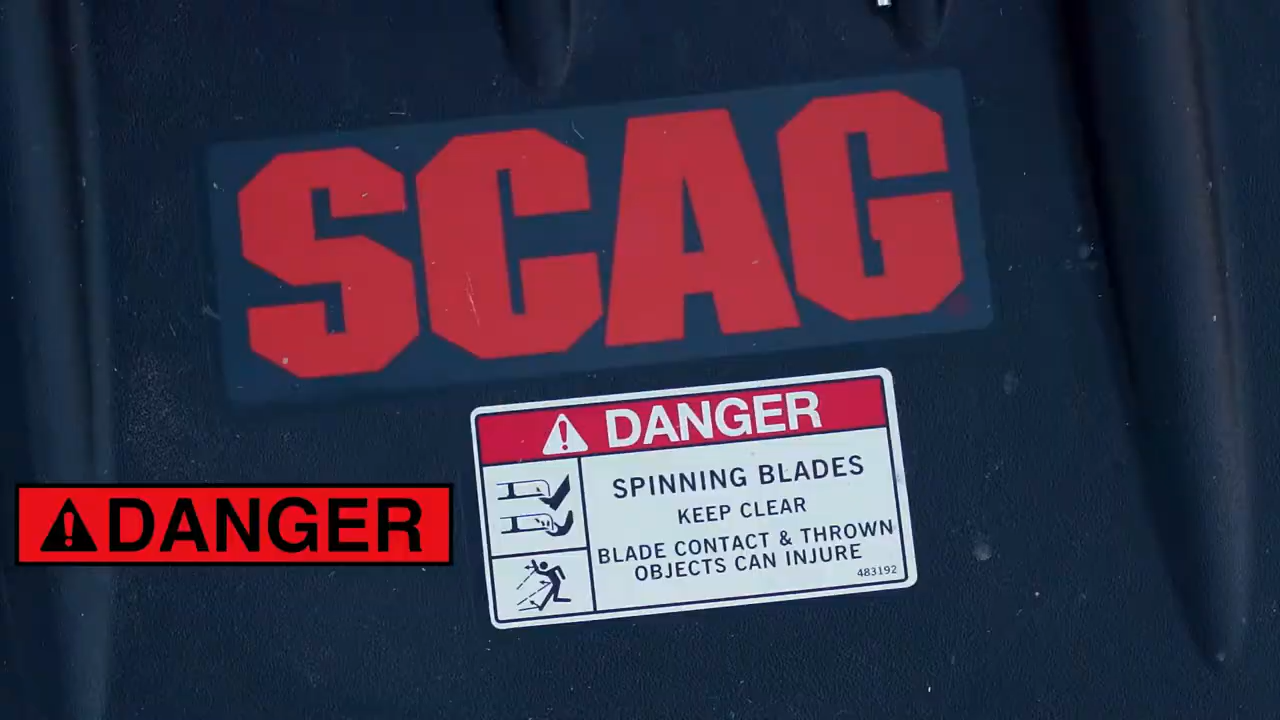 SCAG
DANGER
SPINNING BLADES
KEEP CLEAR
BLADE CONTACT & THROWN
OBJECTS CAN INJURE
483192
DANGER